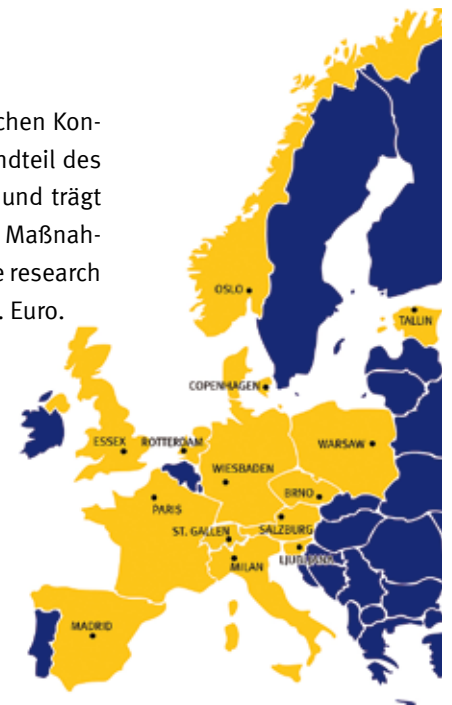 chen Kon-
ndteil des
und trägt
Maßnah-
e research
. Euro.
OSLO
TALLIN
COPENHAGEN
ESSEX
ROTTERDAM
WARSAW
WIESBADEN
BRNO
PARIS
ST. GALLEN
SALZBURG
LJUBLJANA
MILAN
MADRID